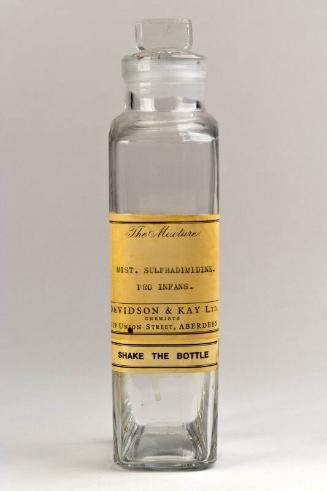 The Mixture.
MIST. SULPHADIMIDINE.
PRO INFANS.
DAVIDSON & KAY LTD.
CHEMISTS
UNION STREET, ABERDEEN
SHAKE THE BOTTLE